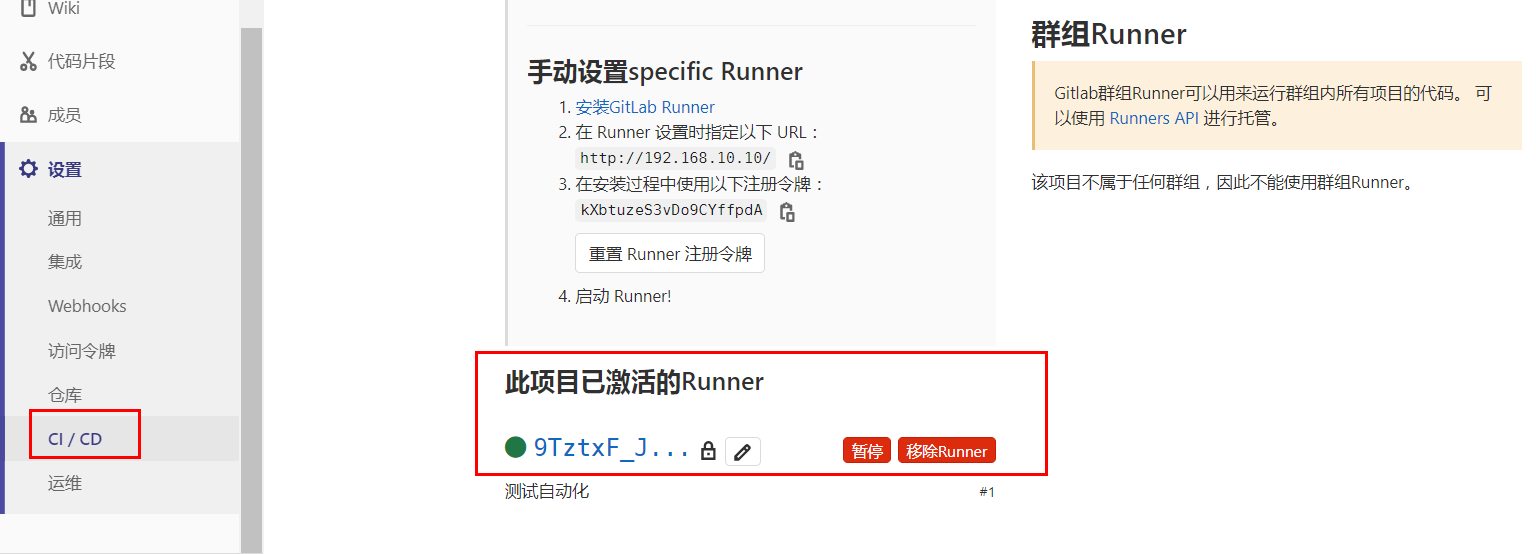 Wiki
代码片段
成员
设置
通用
集成
Webhooks
访问令牌
仓库
CI / CD
运维
手动设置specific Runner
1. 安装GitLab Runner
2. 在 Runner 设置时指定以下 URL：
http://192.168.10.10/
3. 在安装过程中使用以下注册令牌：
kXbtuzeS3vDo9CYffpdA
重置 Runner 注册令牌
4. 启动 Runner!
此项目已激活的Runner
9TztxF_J...
暂停
移除Runner
测试自动化
#1
群组Runner
Gitlab群组Runner可以用来运行群组内所有项目的代码。 可
以使用 Runners API 进行托管。
该项目不属于任何群组，因此不能使用群组Runner。